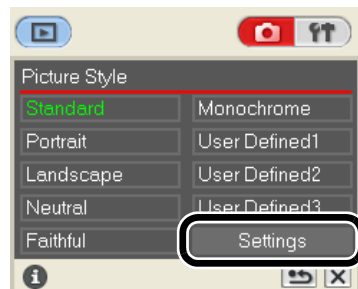 Picture Style
Standard
Monochrome
Portrait
User Defined1
Landscape
User Defined2
Neutral
User Defined3
Faithful
Settings